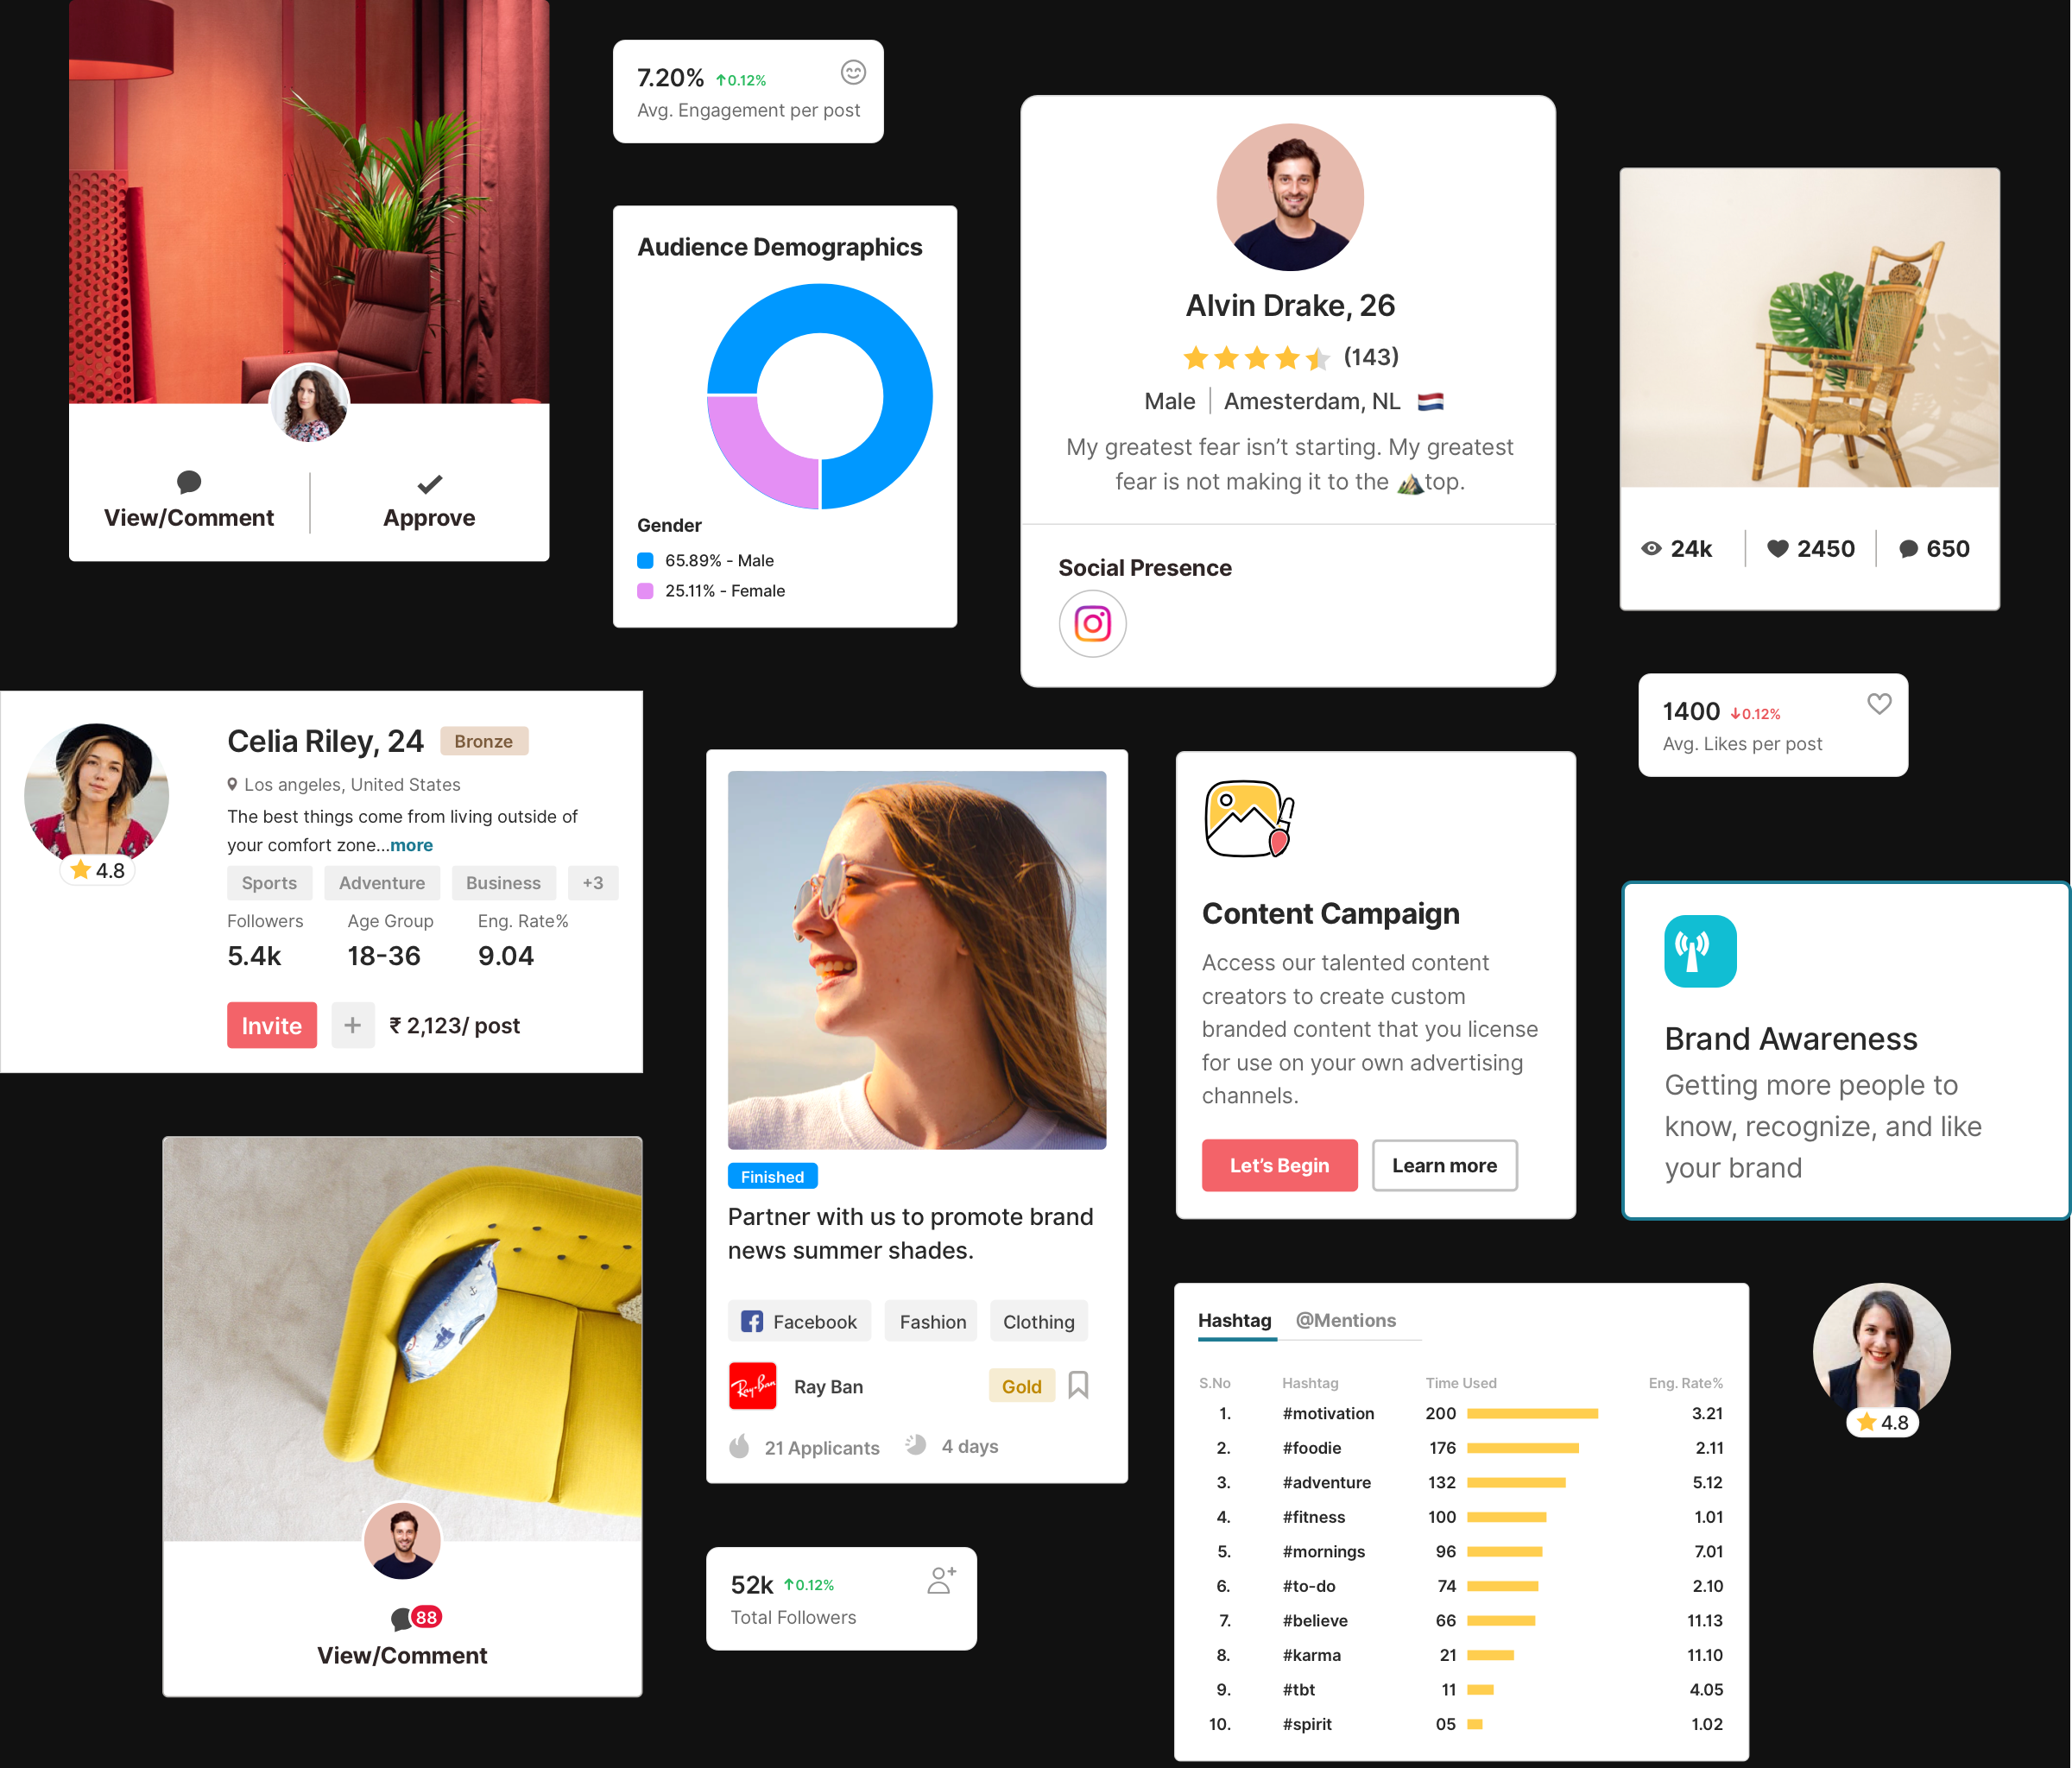 7.20% ↑0.12%
Avg. Engagement per post
View/Comment
Approve
Audience Demographics
Gender
65.89% - Male
25.11% - Female
Alvin Drake, 26
(143)
Male | Amesterdam, NL
My greatest fear isn’t starting. My greatest
fear is not making it to the top.
Social Presence
24k
2450
650
1400 ↓0.12%
Avg. Likes per post
Celia Riley, 24 Bronze
Los angeles, United States
The best things come from living outside of
your comfort zone...more
4.8
Sports Adventure Business +3
Followers Age Group Eng. Rate%
5.4k 18-36 9.04
Invite + ₹ 2,123/ post
Finished
Partner with us to promote brand
news summer shades.
Facebook Fashion Clothing
Ray-Ban Ray Ban Gold
21 Applicants 4 days
Content Campaign
Access our talented content
creators to create custom
branded content that you license
for use on your own advertising
channels.
Let’s Begin Learn more
Brand Awareness
Getting more people to
know, recognize, and like
your brand
88
View/Comment
52k ↑0.12%
Total Followers
Hashtag @Mentions
S.No Hashtag Time Used Eng. Rate%
1. #motivation 200 3.21
2. #foodie 176 2.11
3. #adventure 132 5.12
4. #fitness 100 1.01
5. #mornings 96 7.01
6. #to-do 74 2.10
7. #believe 66 11.13
8. #karma 21 11.10
9. #tbt 11 4.05
10. #spirit 05 1.02
4.8